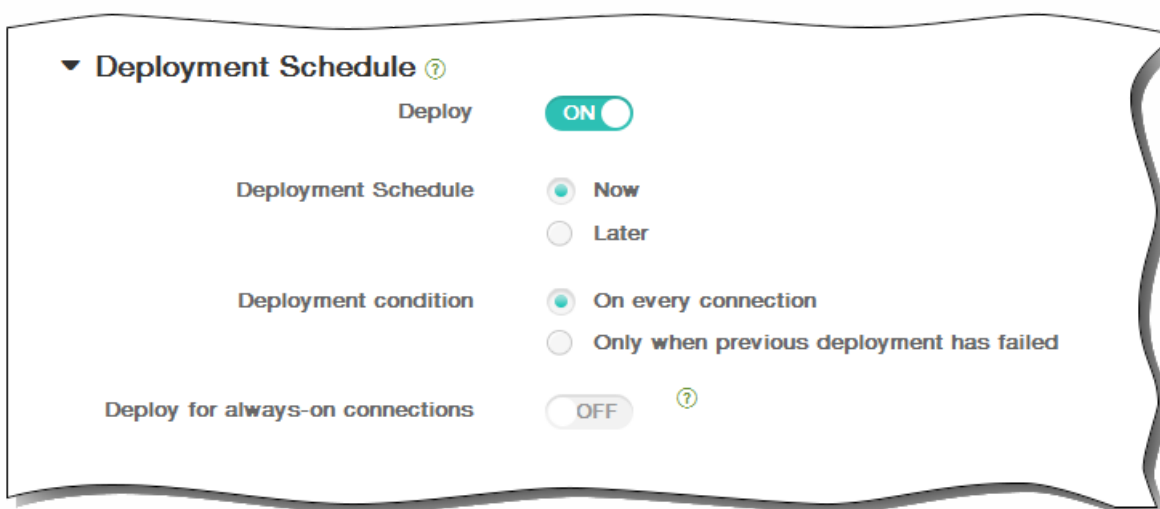 Deployment Schedule ?
Deploy ON
Deployment Schedule Now
Later
Deployment condition On every connection
Only when previous deployment has failed
Deploy for always-on connections OFF ?